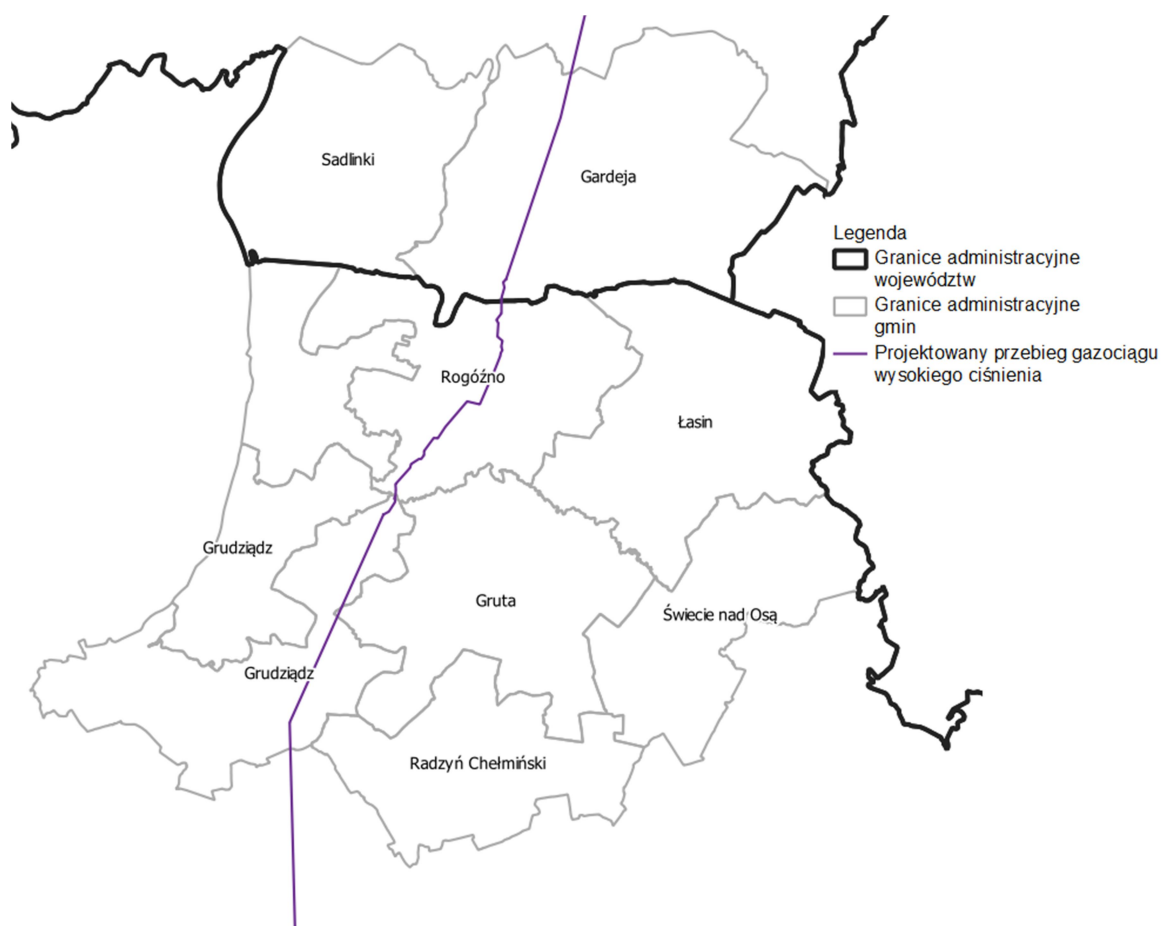 Sadlinki
Gardeja
Legenda
Granice administracyjne
województw
Granice administracyjne
gmin
Projektowany przebieg gazociągu
wysokiego ciśnienia
Rogóźno
Łasin
Grudziądz
Gruta
Świecie nad Osą
Grudziądz
Radzyń Chełmiński